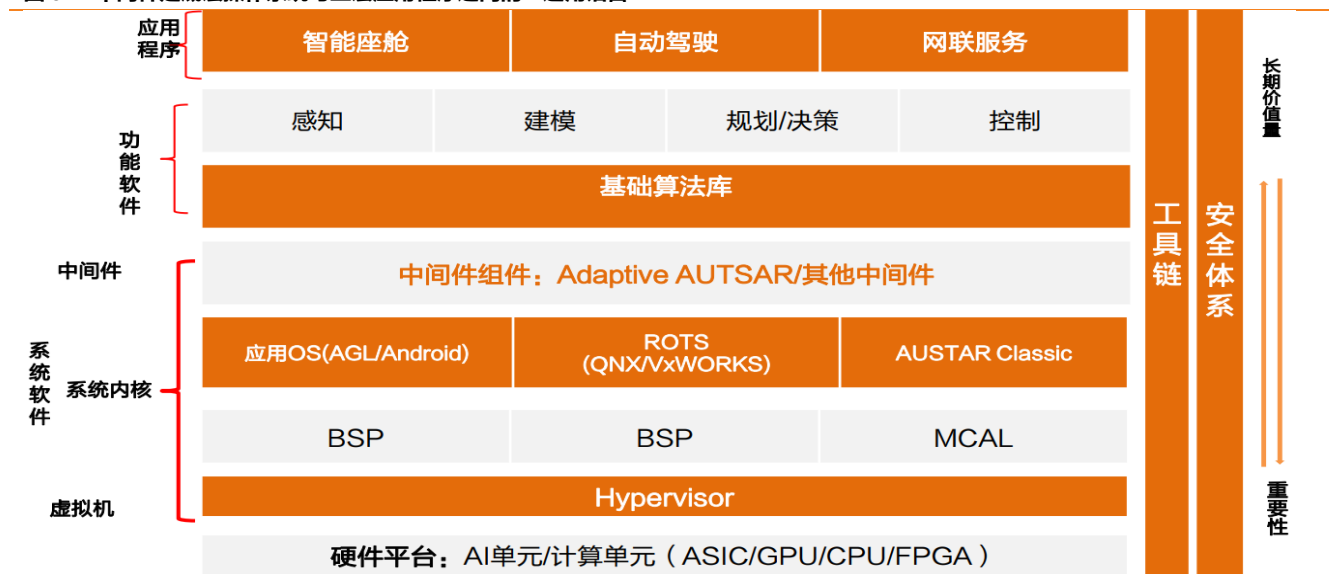 应用
程序
智能座舱
自动驾驶
网联服务
长期价值量
功能软件
感知
建模
规划/决策
控制
基础算法库
工具链
安全体系
中间件
中间件组件：Adaptive AUTSAR/其他中间件
系统软件
系统内核
应用OS(AGL/Android)
ROTS
(QNX/VxWORKS)
AUSTAR Classic
BSP
BSP
MCAL
虚拟机
Hypervisor
重要性
硬件平台：AI单元/计算单元（ASIC/GPU/CPU/FPGA）